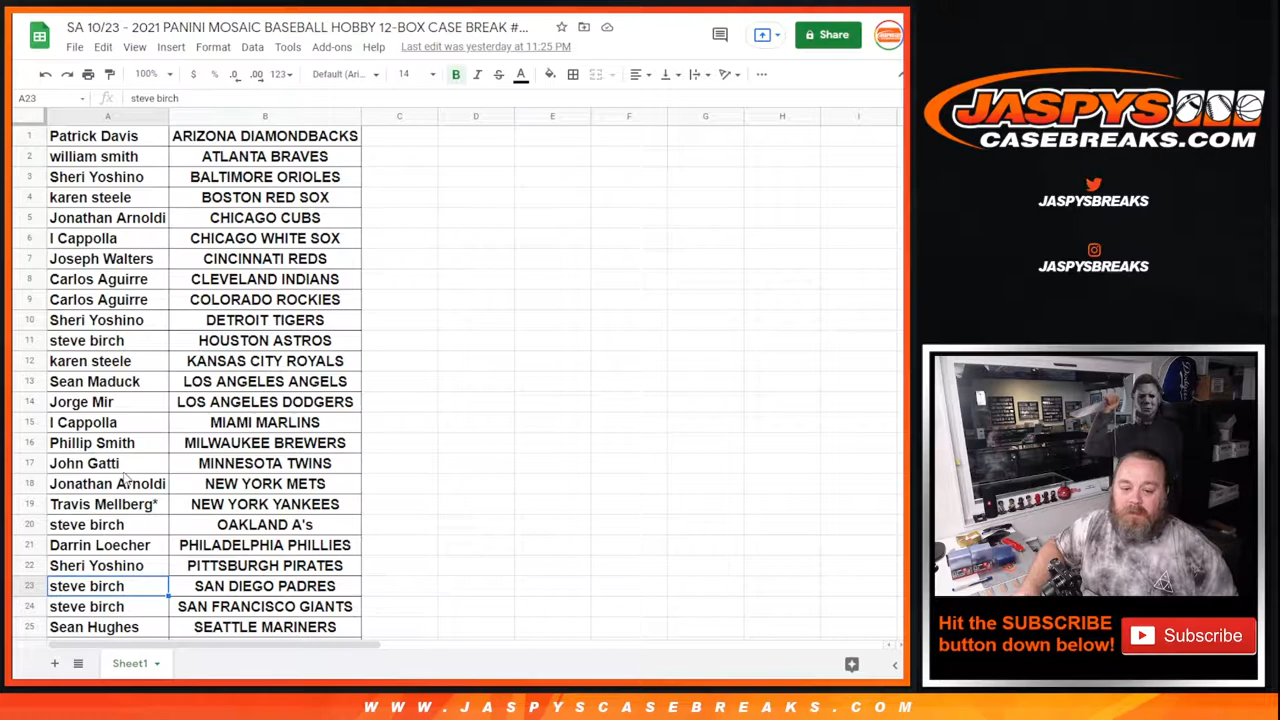 SA 10/23 - 2021 PANINI MOSAIC BASEBALL HOBBY 12-BOX CASE BREAK #...
File Edit View Insert Format Data Tools Add-ons Help Last edit was yesterday at 11:25 PM
Share
100% $ % .0 .00 123 Default (Ari... 14 B I S A
A23 fx steve birch
A B C D E F G H I
1 Patrick Davis ARIZONA DIAMONDBACKS
2 william smith ATLANTA BRAVES
3 Sheri Yoshino BALTIMORE ORIOLES
4 karen steele BOSTON RED SOX
5 Jonathan Arnoldi CHICAGO CUBS
6 I Cappolla CHICAGO WHITE SOX
7 Joseph Walters CINCINNATI REDS
8 Carlos Aguirre CLEVELAND INDIANS
9 Carlos Aguirre COLORADO ROCKIES
10 Sheri Yoshino DETROIT TIGERS
11 steve birch HOUSTON ASTROS
12 karen steele KANSAS CITY ROYALS
13 Sean Maduck LOS ANGELES ANGELS
14 Jorge Mir LOS ANGELES DODGERS
15 I Cappolla MIAMI MARLINS
16 Phillip Smith MILWAUKEE BREWERS
17 John Gatti MINNESOTA TWINS
18 Jonathan Arnoldi NEW YORK METS
19 Travis Mellberg* NEW YORK YANKEES
20 steve birch OAKLAND A's
21 Darrin Loecher PHILADELPHIA PHILLIES
22 Sheri Yoshino PITTSBURGH PIRATES
23 steve birch SAN DIEGO PADRES
24 steve birch SAN FRANCISCO GIANTS
25 Sean Hughes SEATTLE MARINERS
Sheet1
JASPYS
CASEBREAKS.COM
JASPYSBREAKS
JASPYSBREAKS
Hit the SUBSCRIBE
button down below!
Subscribe
WWW.JASPYSCASEBREAKS.COM